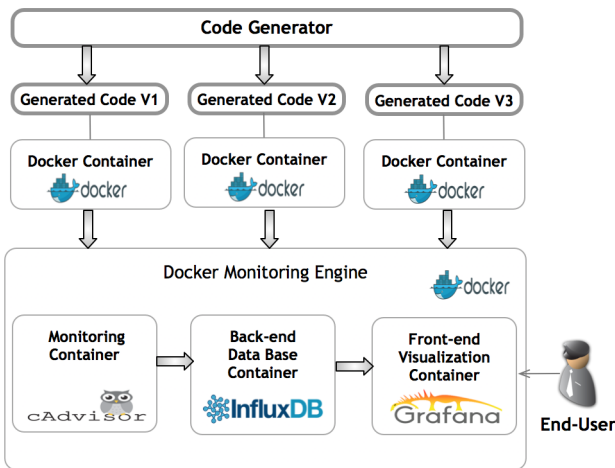 Code Generator
Generated Code V1
Generated Code V2
Generated Code V3
Docker Container
docker
Docker Container
docker
Docker Container
docker
Docker Monitoring Engine
docker
Monitoring
Container
cAdvisor
Back-end
Data Base
Container
InfluxDB
Front-end
Visualization
Container
Grafana
End-User